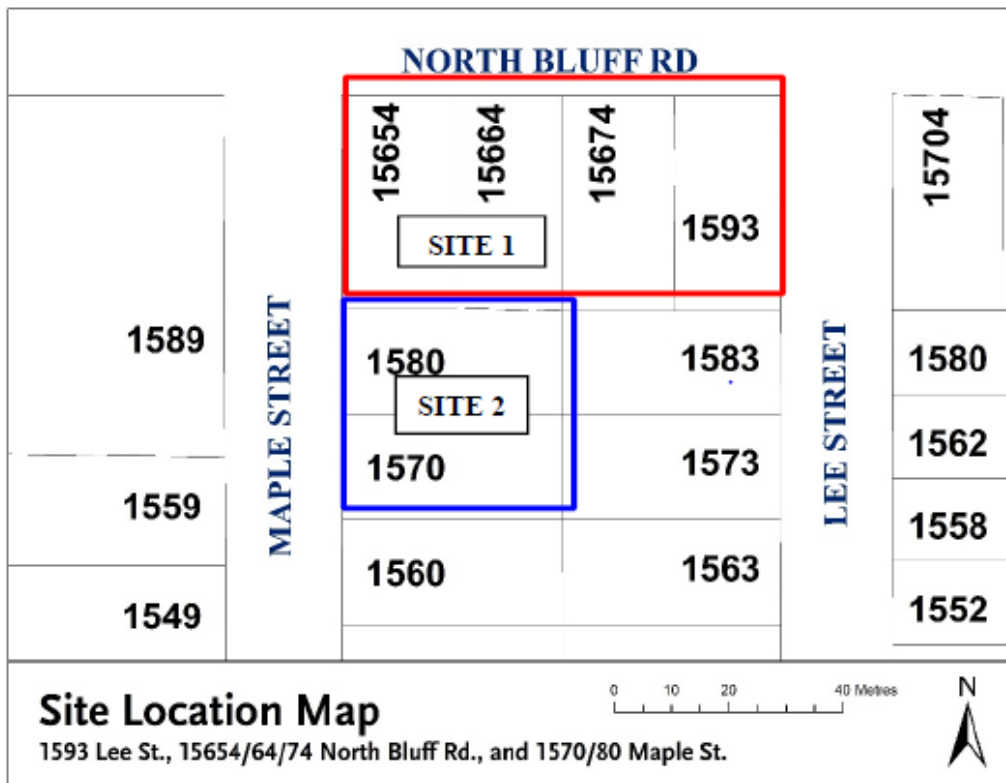 NORTH BLUFF RD
15654
15664
15674
15704
1593
SITE 1
1589
MAPLE STREET
1580
SITE 2
1570
1583
1573
LEE STREET
1580
1562
1559
1560
1563
1558
1549
1552
Site Location Map
1593 Lee St., 15654/64/74 North Bluff Rd., and 1570/80 Maple St.
0 10 20 40 Metres
N